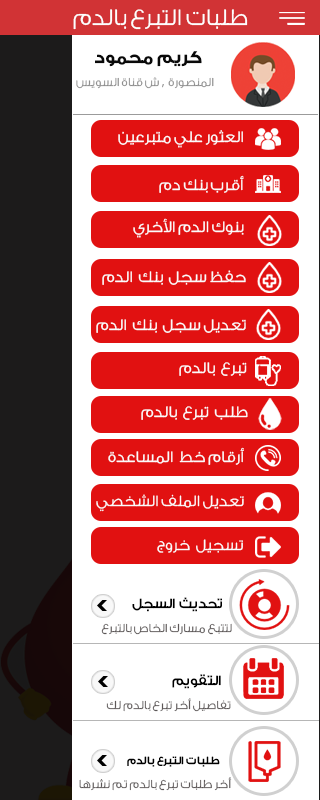 طلبات التبرع بالدم
كريم محمود
المنصورة , ش قناة السويس
العثور علي متبرعين
أقرب بنك دم
بنوك الدم الأخري
حفظ سجل بنك الدم
تعديل سجل بنك الدم
تبرع بالدم
طلب تبرع بالدم
أرقام خط المساعدة
تعديل الملف الشخصي
تسجيل خروج
تحديث السجل
لتتبع مسارك الخاص بالتبرع
التقويم
تفاصيل أخر تبرع بالدم لك
طلبات التبرع بالدم
أخر طلبات تبرع بالدم تم نشرها